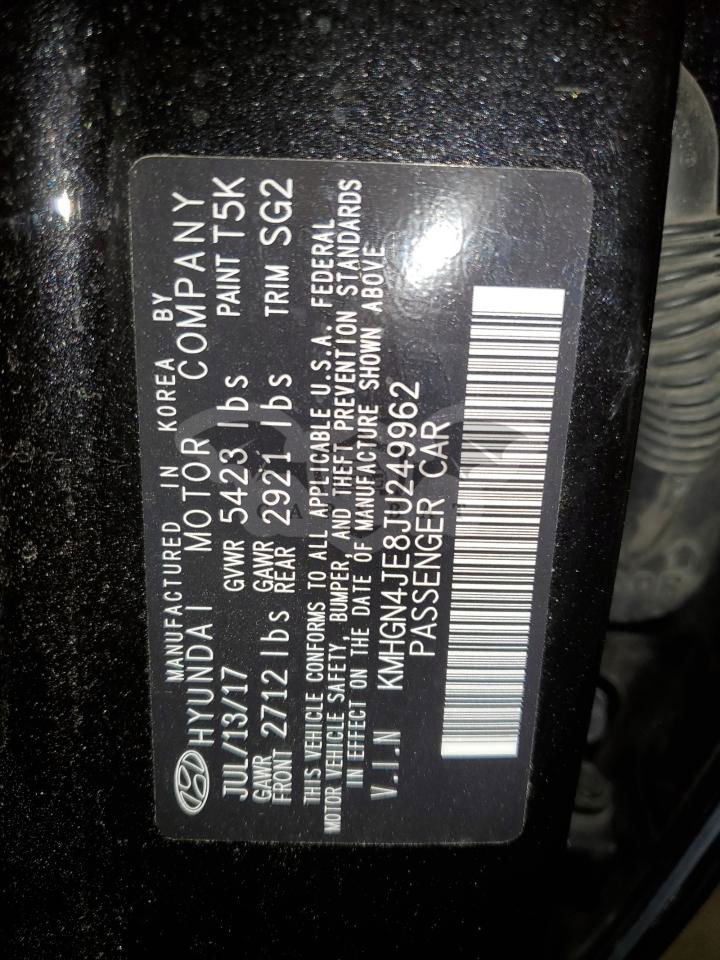 MANUFACTURED IN KOREA BY
HYUNDAI MOTOR COMPANY
JUL/13/17 GVWR 5423 lbs PAINT T5K
GAWR FRONT 2712 lbs GAWR REAR 2921 lbs TRIM SG2
THIS VEHICLE CONFORMS TO ALL APPLICABLE U.S.A. FEDERAL
MOTOR VEHICLE SAFETY, BUMPER, AND THEFT PREVENTION STANDARDS
IN EFFECT ON THE DATE OF MANUFACTURE SHOWN ABOVE
V.I.N KMHGN4JE8JU249962
PASSENGER CAR